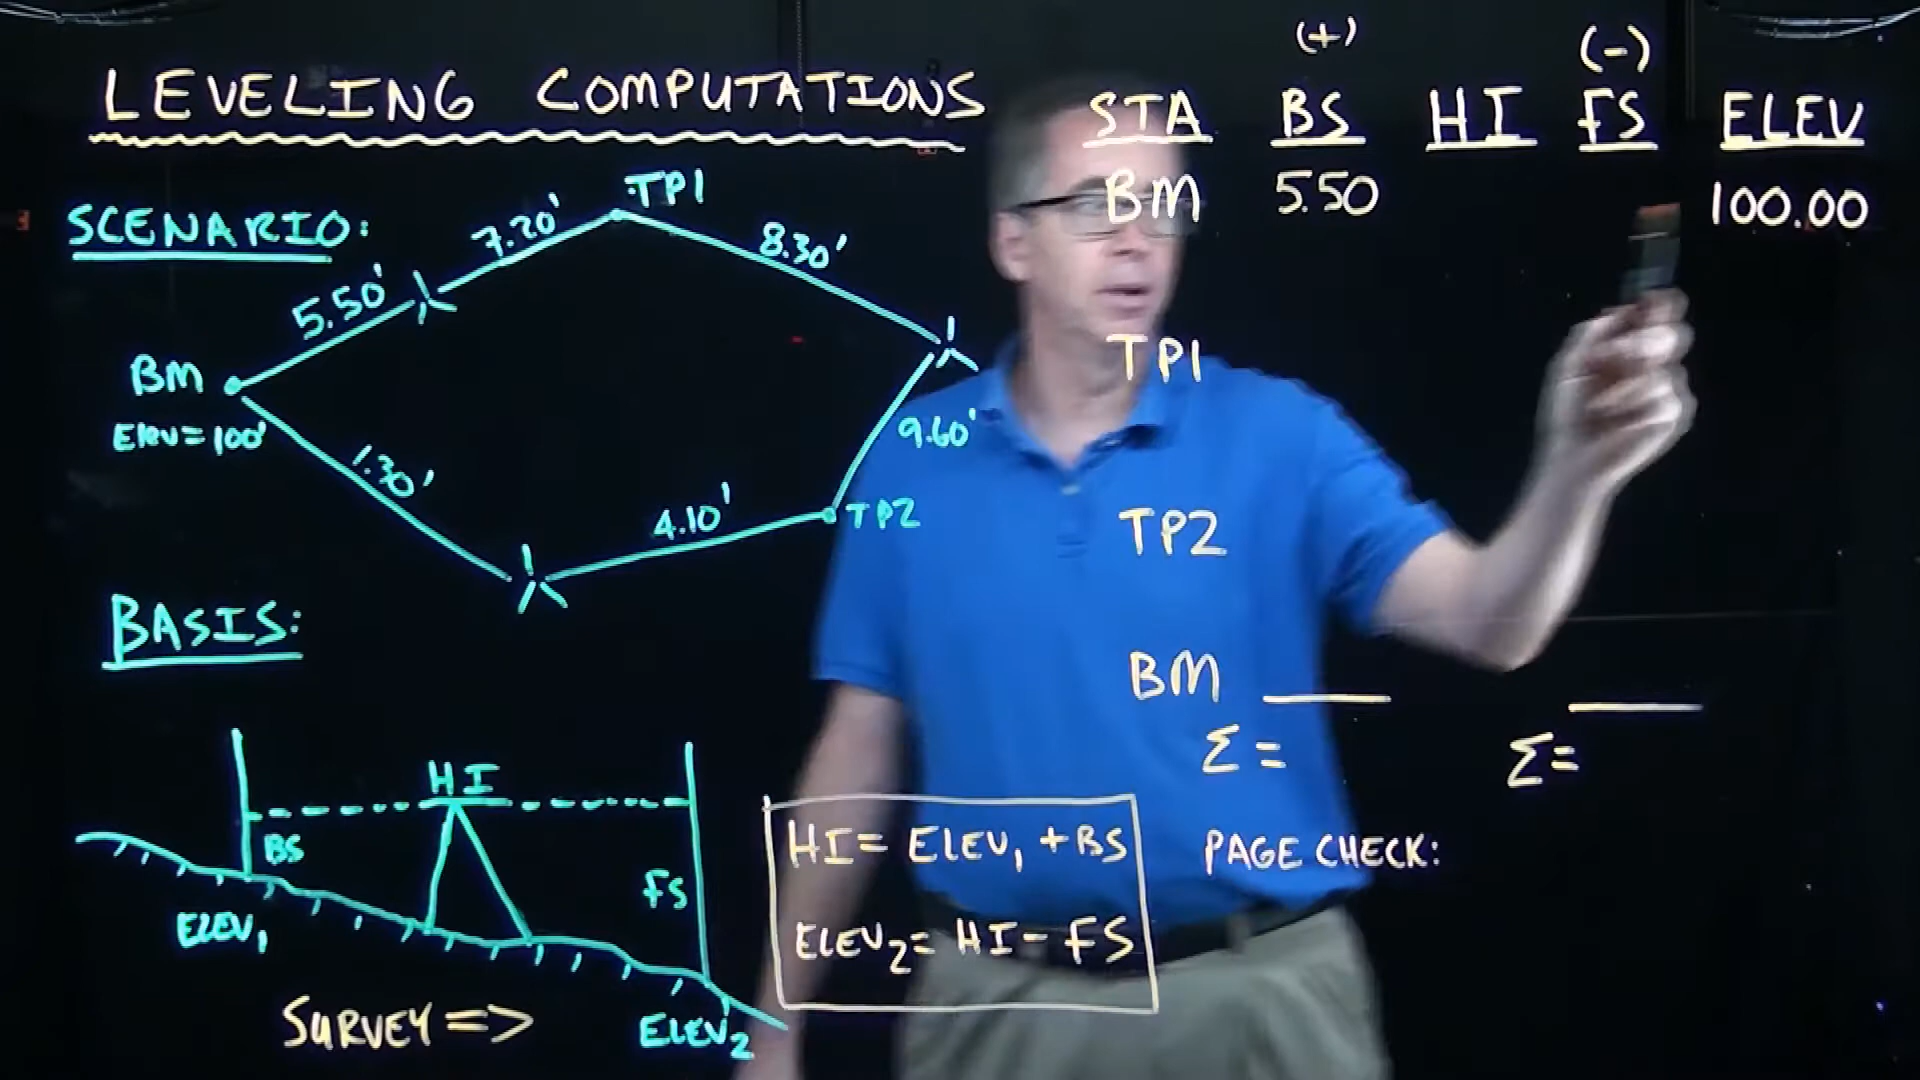 LEVELING COMPUTATIONS
SCENARIO:
TP1
7.20'
8.30'
5.50'
BM
Elev=100'
9.60'
1.30'
4.10'
TP2
BASIS:
HI
BS
FS
ELEV1
ELEV2
SURVEY =>
HI = ELEV1 + BS
ELEV2 = HI - FS
(+) (-)
STA BS HI FS ELEV
BM 5.50 100.00
TP1
TP2
BM
Σ = Σ=
PAGE CHECK: